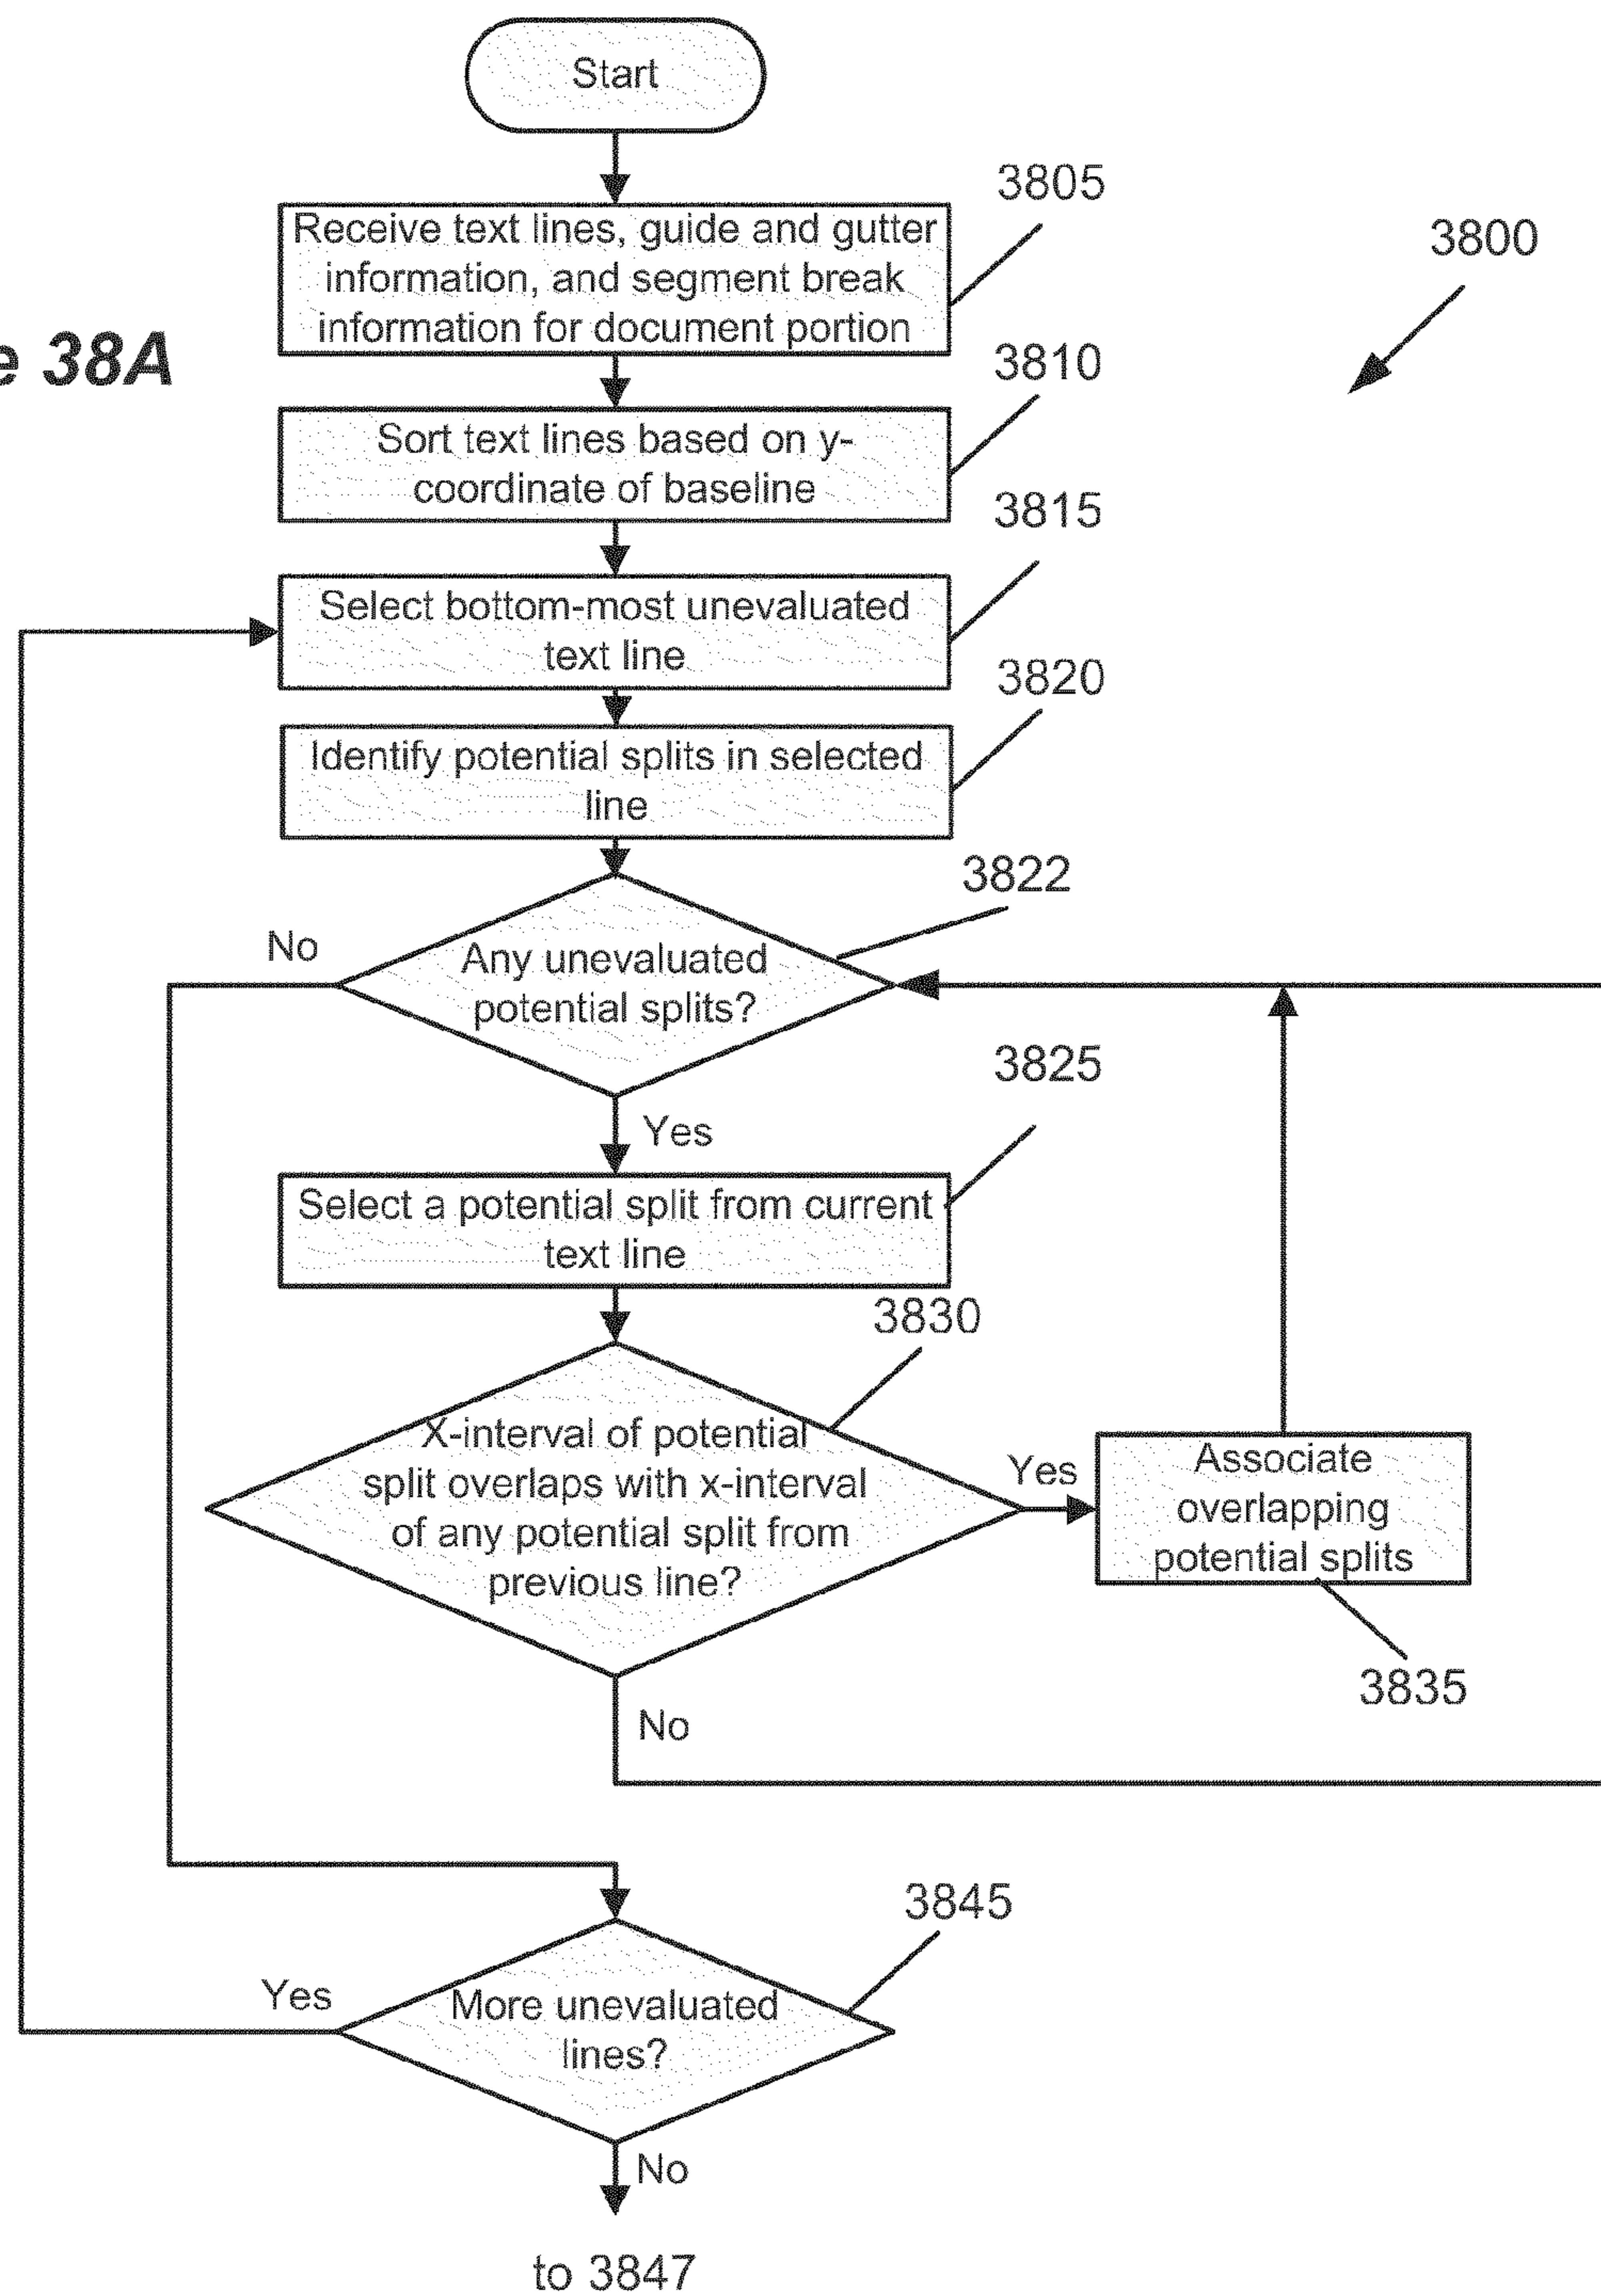 Start
3805
Receive text lines, guide and gutter
information, and segment break
information for document portion
3800
e 38A
3810
Sort text lines based on y-
coordinate of baseline
3815
Select bottom-most unevaluated
text line
3820
Identify potential splits in selected
line
3822
No
Any unevaluated
potential splits?
3825
Yes
Select a potential split from current
text line
3830
X-interval of potential
split overlaps with x-interval
of any potential split from
previous line?
Yes
Associate
overlapping
potential splits
3835
No
3845
Yes
More unevaluated
lines?
No
to 3847